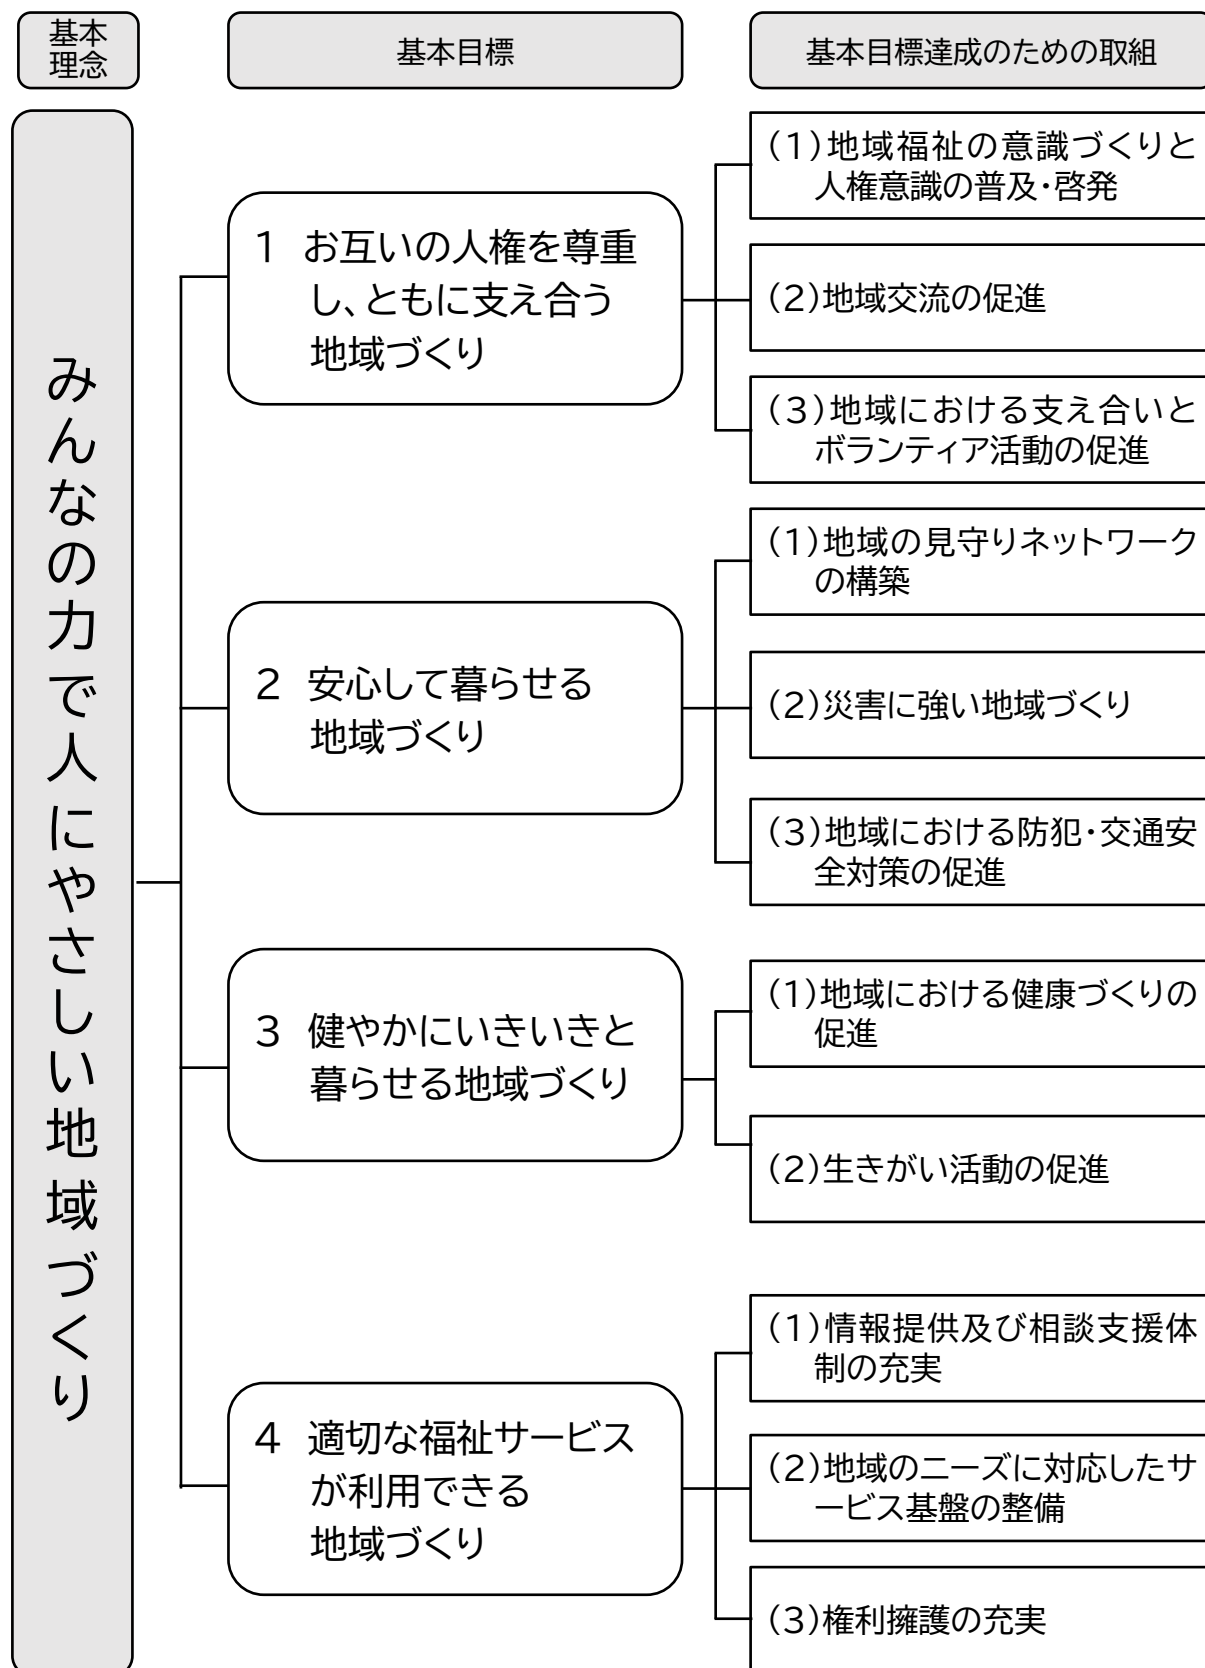 基本
理念
基本目標
基本目標達成のための取組
みんなの力で人にやさしい地域づくり
1 お互いの人権を尊重
し、ともに支え合う
地域づくり
(1)地域福祉の意識づくりと
人権意識の普及・啓発
(2)地域交流の促進
(3)地域における支え合いと
ボランティア活動の促進
2 安心して暮らせる
地域づくり
(1)地域の見守りネットワーク
の構築
(2)災害に強い地域づくり
(3)地域における防犯・交通安
全対策の促進
3 健やかにいきいきと
暮らせる地域づくり
(1)地域における健康づくりの
促進
(2)生きがい活動の促進
4 適切な福祉サービス
が利用できる
地域づくり
(1)情報提供及び相談支援体
制の充実
(2)地域のニーズに対応したサ
ービス基盤の整備
(3)権利擁護の充実